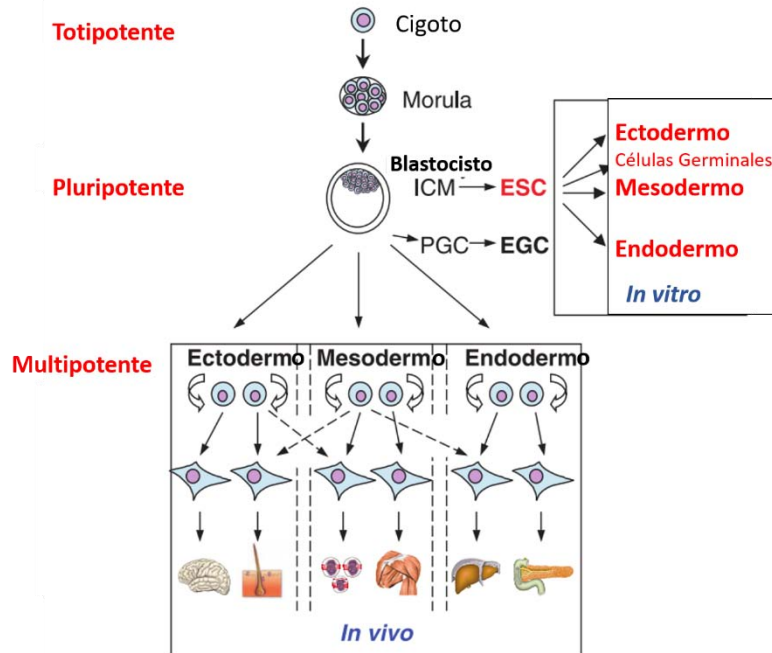 Totipotente
Cigoto
Morula
Pluripotente
Blastocisto
ICM
ESC
PGC
EGC
Ectodermo
Células Germinales
Mesodermo
Endodermo
In vitro
Multipotente
Ectodermo
Mesodermo
Endodermo
In vivo